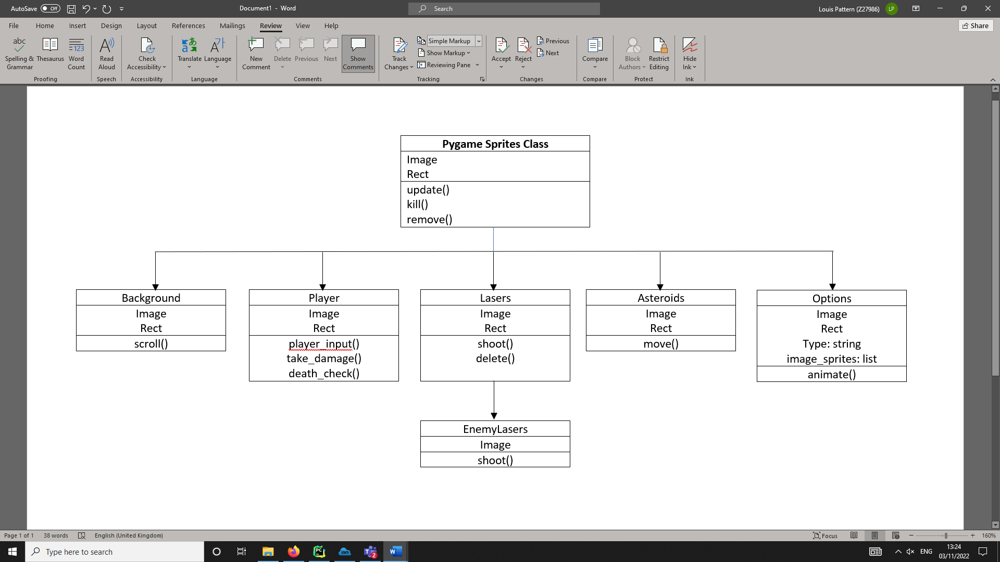 AutoSave Off Document1 - Word Search Louis Pattern (Z27986) LP
File Home Insert Design Layout References Mailings Review View Help Share
abc
Spelling & Grammar
Thesaurus
123
Word Count
Proofing
Read Aloud
Speech
Check Accessibility
Accessibility
Translate
Language
Language
New Comment
Delete
Previous
Next
Show Comments
Comments
Track Changes
Simple Markup
Show Markup
Reviewing Pane
Tracking
Accept
Reject
Previous
Next
Changes
Compare
Compare
Block Authors
Restrict Editing
Protect
Hide Ink
Ink
Pygame Sprites Class
Image
Rect
update()
kill()
remove()
Background
Image
Rect
scroll()
Player
Image
Rect
player_input()
take_damage()
death_check()
Lasers
Image
Rect
shoot()
delete()
Asteroids
Image
Rect
move()
Options
Image
Rect
Type: string
image_sprites: list
animate()
EnemyLasers
Image
shoot()
Page 1 of 1 38 words English (United Kingdom) Focus 160%
Type here to search
PC
iam
T
2
W
ENG
13:24
03/11/2022